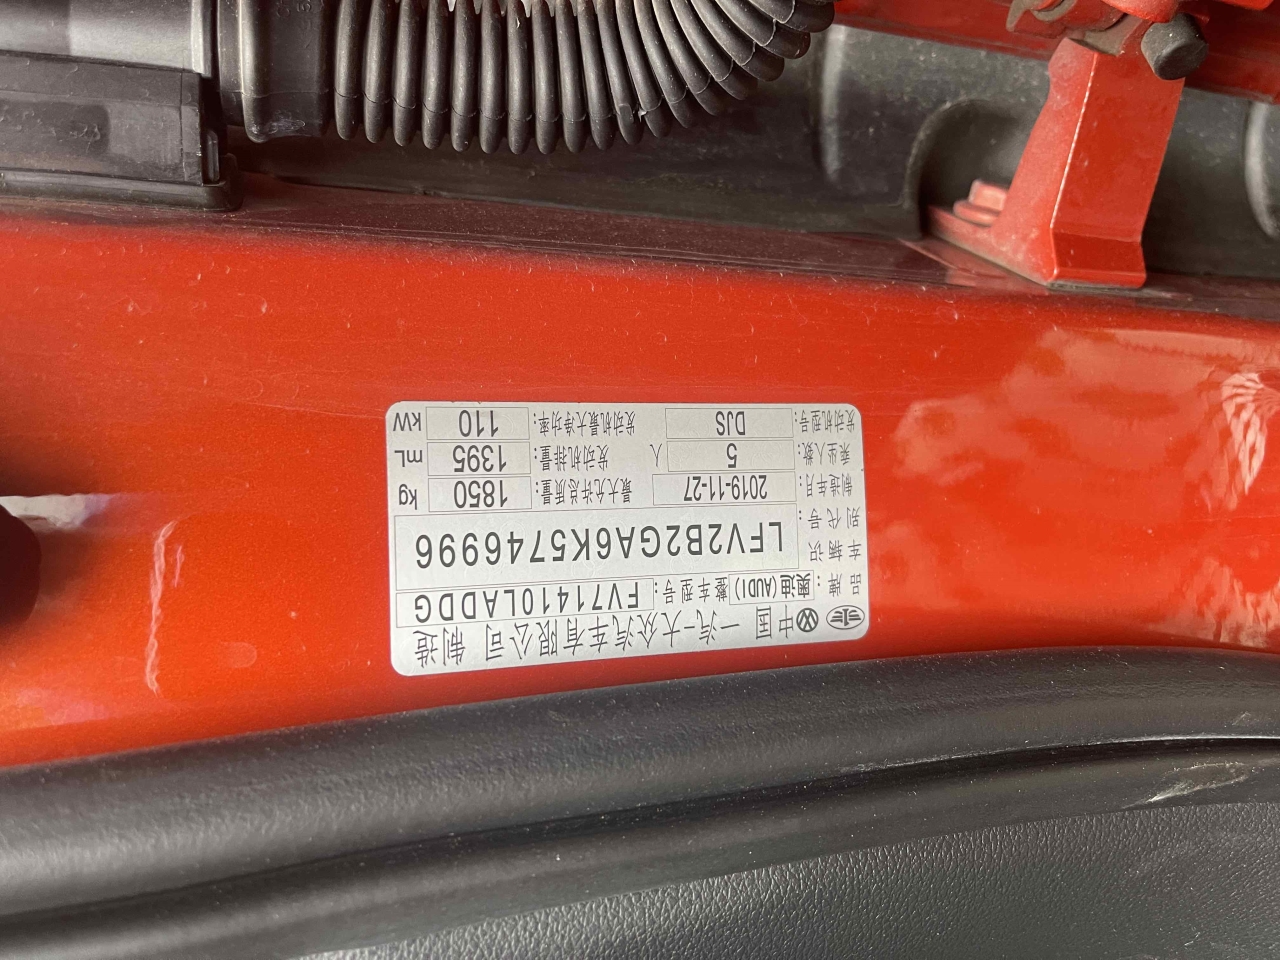 中国 一汽-大众汽车有限公司 制造
品牌: 奥迪(AUDI) 整车型号: FV71410LADDG
车辆识别代号: LFV2B2GA6K5746996
制造年月: 2019-11-27 最大允许总质量: 1850 kg
乘坐人数: 5 人 发动机排量: 1395 mL
发动机型号: DJS 发动机最大净功率: 110 kW